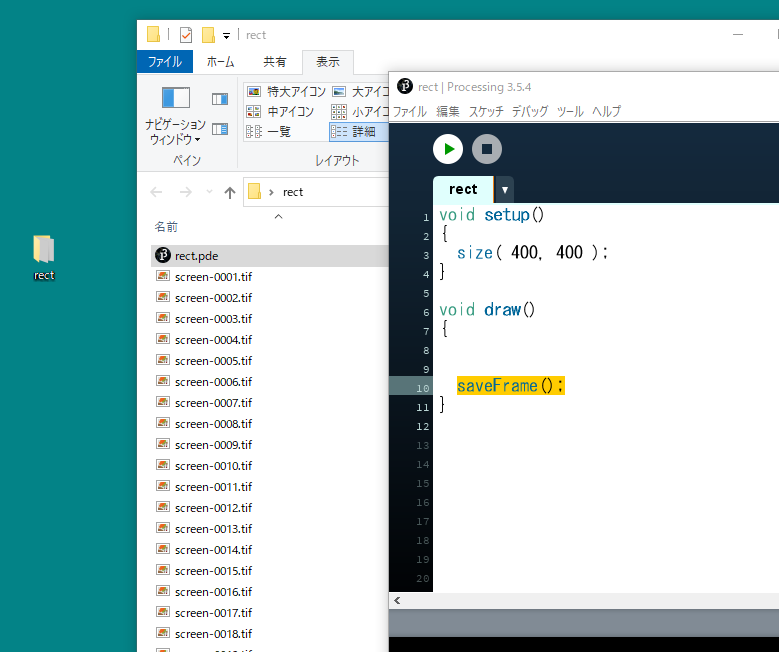 rect
rect
ファイル ホーム 共有 表示
特大アイコン 大アイコ
中アイコン 小アイコ
一覧 詳細
ナビゲーション
ウィンドウ
ペイン レイアウト
rect
名前
rect.pde
screen-0001.tif
screen-0002.tif
screen-0003.tif
screen-0004.tif
screen-0005.tif
screen-0006.tif
screen-0007.tif
screen-0008.tif
screen-0009.tif
screen-0010.tif
screen-0011.tif
screen-0012.tif
screen-0013.tif
screen-0014.tif
screen-0015.tif
screen-0016.tif
screen-0017.tif
screen-0018.tif
rect | Processing 3.5.4
ファイル 編集 スケッチ デバッグ ツール ヘルプ
rect
1 void setup()
2 {
3 size( 400, 400 );
4 }
5
6 void draw()
7 {
8
9
10 saveFrame();
11 }
12
13
14
15
16
17
18
19
20